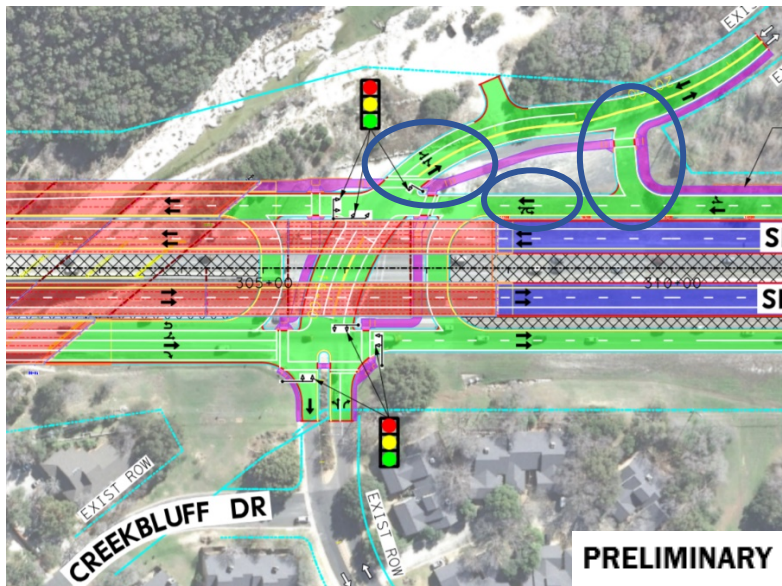 S
305+00
310+00
S
EXIST ROW
EXIST ROW
EXIST ROW
CREEKBLUFF DR
PRELIMINARY